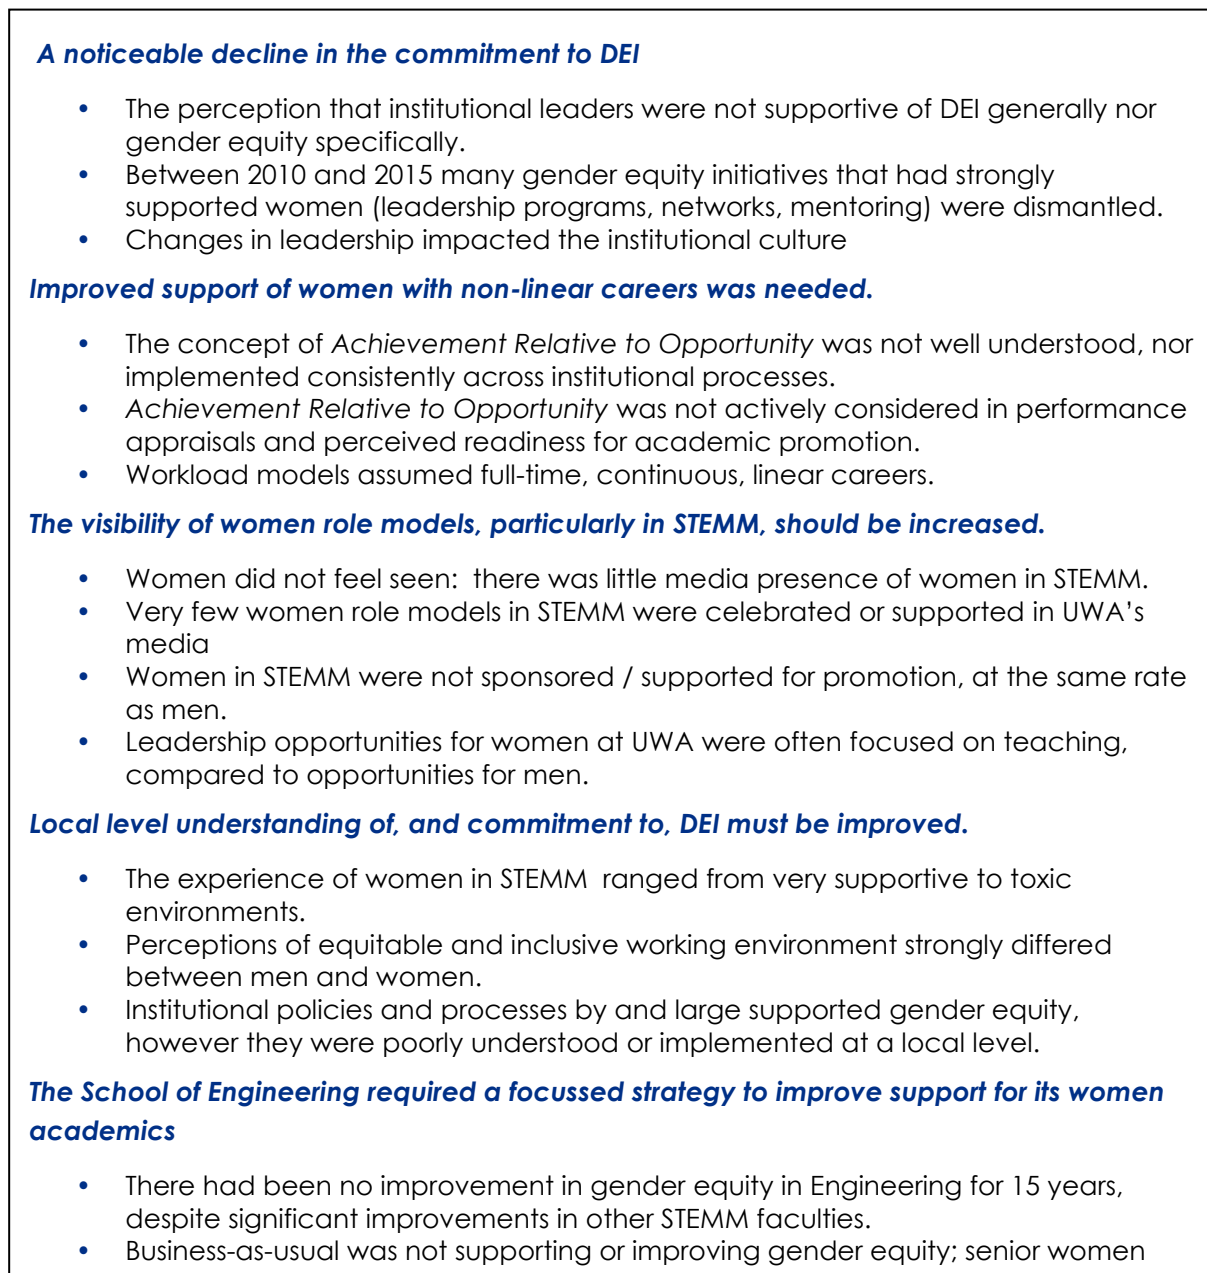 A noticeable decline in the commitment to DEI
• The perception that institutional leaders were not supportive of DEI generally nor
gender equity specifically.
• Between 2010 and 2015 many gender equity initiatives that had strongly
supported women (leadership programs, networks, mentoring) were dismantled.
• Changes in leadership impacted the institutional culture
Improved support of women with non-linear careers was needed.
• The concept of Achievement Relative to Opportunity was not well understood, nor
implemented consistently across institutional processes.
• Achievement Relative to Opportunity was not actively considered in performance
appraisals and perceived readiness for academic promotion.
• Workload models assumed full-time, continuous, linear careers.
The visibility of women role models, particularly in STEMM, should be increased.
• Women did not feel seen: there was little media presence of women in STEMM.
• Very few women role models in STEMM were celebrated or supported in UWA's
media
• Women in STEMM were not sponsored / supported for promotion, at the same rate
as men.
• Leadership opportunities for women at UWA were often focused on teaching,
compared to opportunities for men.
Local level understanding of, and commitment to, DEI must be improved.
• The experience of women in STEMM ranged from very supportive to toxic
environments.
• Perceptions of equitable and inclusive working environment strongly differed
between men and women.
• Institutional policies and processes by and large supported gender equity,
however they were poorly understood or implemented at a local level.
The School of Engineering required a focussed strategy to improve support for its women
academics
• There had been no improvement in gender equity in Engineering for 15 years,
despite significant improvements in other STEMM faculties.
• Business-as-usual was not supporting or improving gender equity; senior women